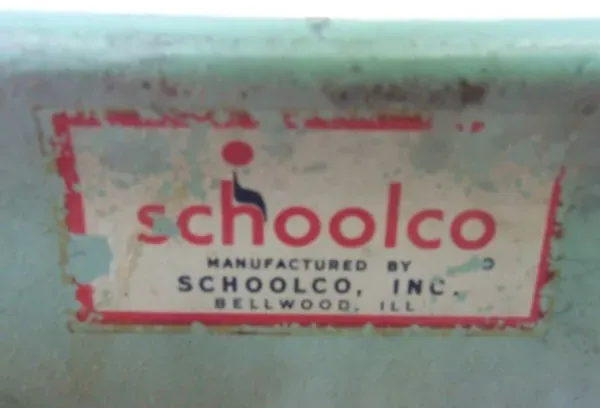 schoolco
MANUFACTURED BY
SCHOOLCO, INC.
BELLWOOD, ILL